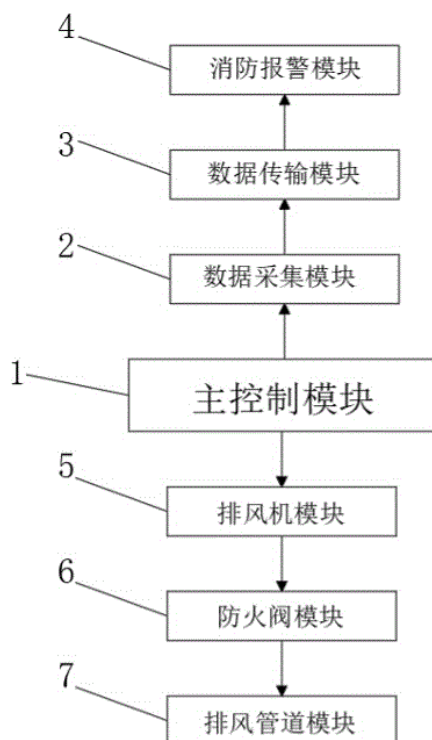 4
消防报警模块
3
数据传输模块
2
数据采集模块
1
主控制模块
5
排风机模块
6
防火阀模块
7
排风管道模块